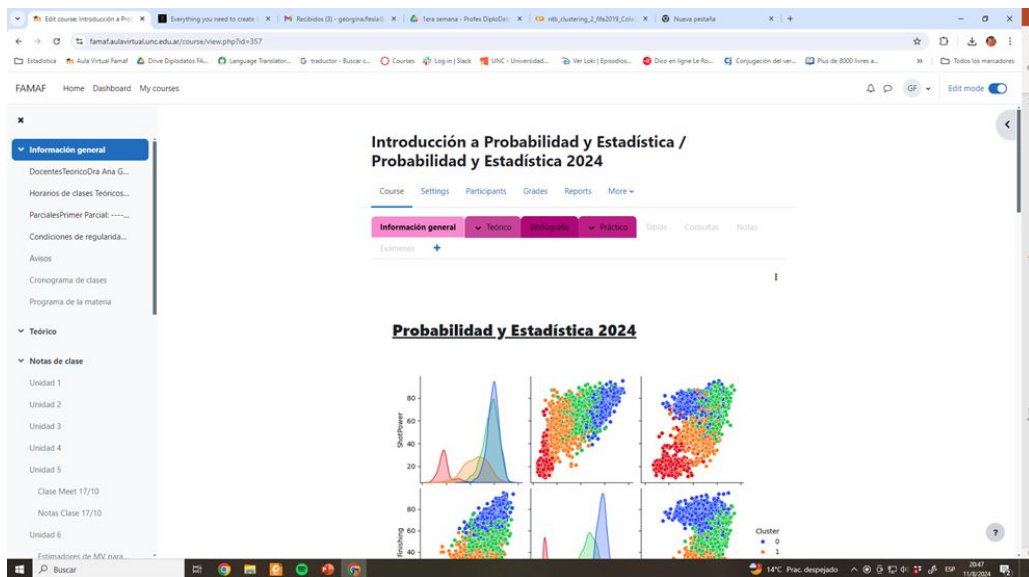 Edit course: Introducción a Prob
Everything you need to create
Recibidos (3) - georgina.flesia@
1era semana - Profes DiploDato
ntb_clustering_2_fifa2019_Cola
Nueva pestaña
famaf.aulavirtual.unc.edu.ar/course/view.php?id=357
Estadistica
Aula Virtual Famaf
Drive Diplodatos FA...
Language Translator...
traductor - Buscar c...
Courses
Log in | Slack
UNC - Universidad...
Ver Loki | Episodios...
Dico en ligne Le Ro...
Conjugación del ver...
Plus de 8000 livres a...
Todos los marcadores
FAMAF Home Dashboard My courses
GF
Edit mode
Información general
DocentesTeoricoDra Ana G...
Horarios de clases Teóricos...
ParcialesPrimer Parcial: ----...
Condiciones de regularida...
Avisos
Cronograma de clases
Programa de la materia
Teórico
Notas de clase
Unidad 1
Unidad 2
Unidad 3
Unidad 4
Unidad 5
Clase Meet 17/10
Notas Clase 17/10
Unidad 6
Estimadores de MV para...
Introducción a Probabilidad y Estadística /
Probabilidad y Estadística 2024
Course Settings Participants Grades Reports More
Información general Teórico Bibliografía Práctico Tablas Consultas Notas
Exámenes
Probabilidad y Estadística 2024
80
60
40
20
ShotPower
80
60
40
Finishing
Cluster
0
1
?
Buscar
14°C Prac. despejado
ESP
20:47
11/8/2024